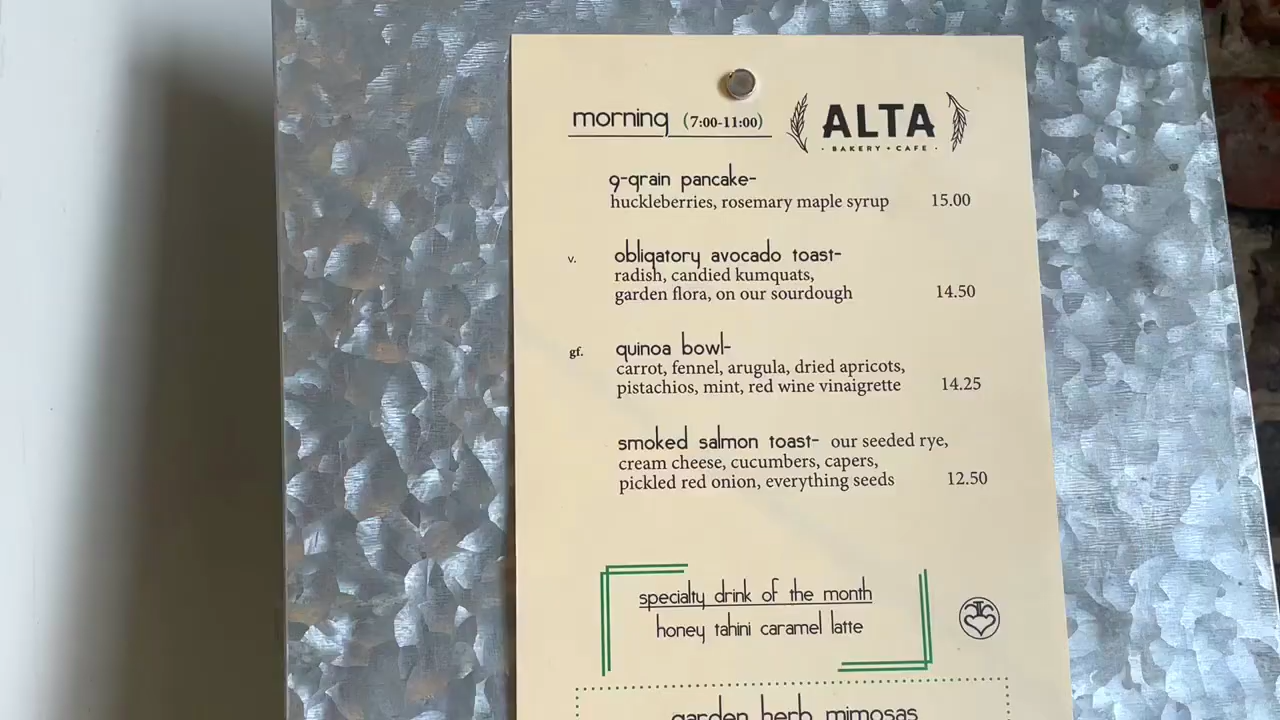 morning (7:00-11:00)
ALTA
· BAKERY + CAFE ·
9-grain pancake-
huckleberries, rosemary maple syrup 15.00
v. obligatory avocado toast-
radish, candied kumquats,
garden flora, on our sourdough 14.50
gf. quinoa bowl-
carrot, fennel, arugula, dried apricots,
pistachios, mint, red wine vinaigrette 14.25
smoked salmon toast- our seeded rye,
cream cheese, cucumbers, capers,
pickled red onion, everything seeds 12.50
specialty drink of the month
honey tahini caramel latte
garden herb mimosas